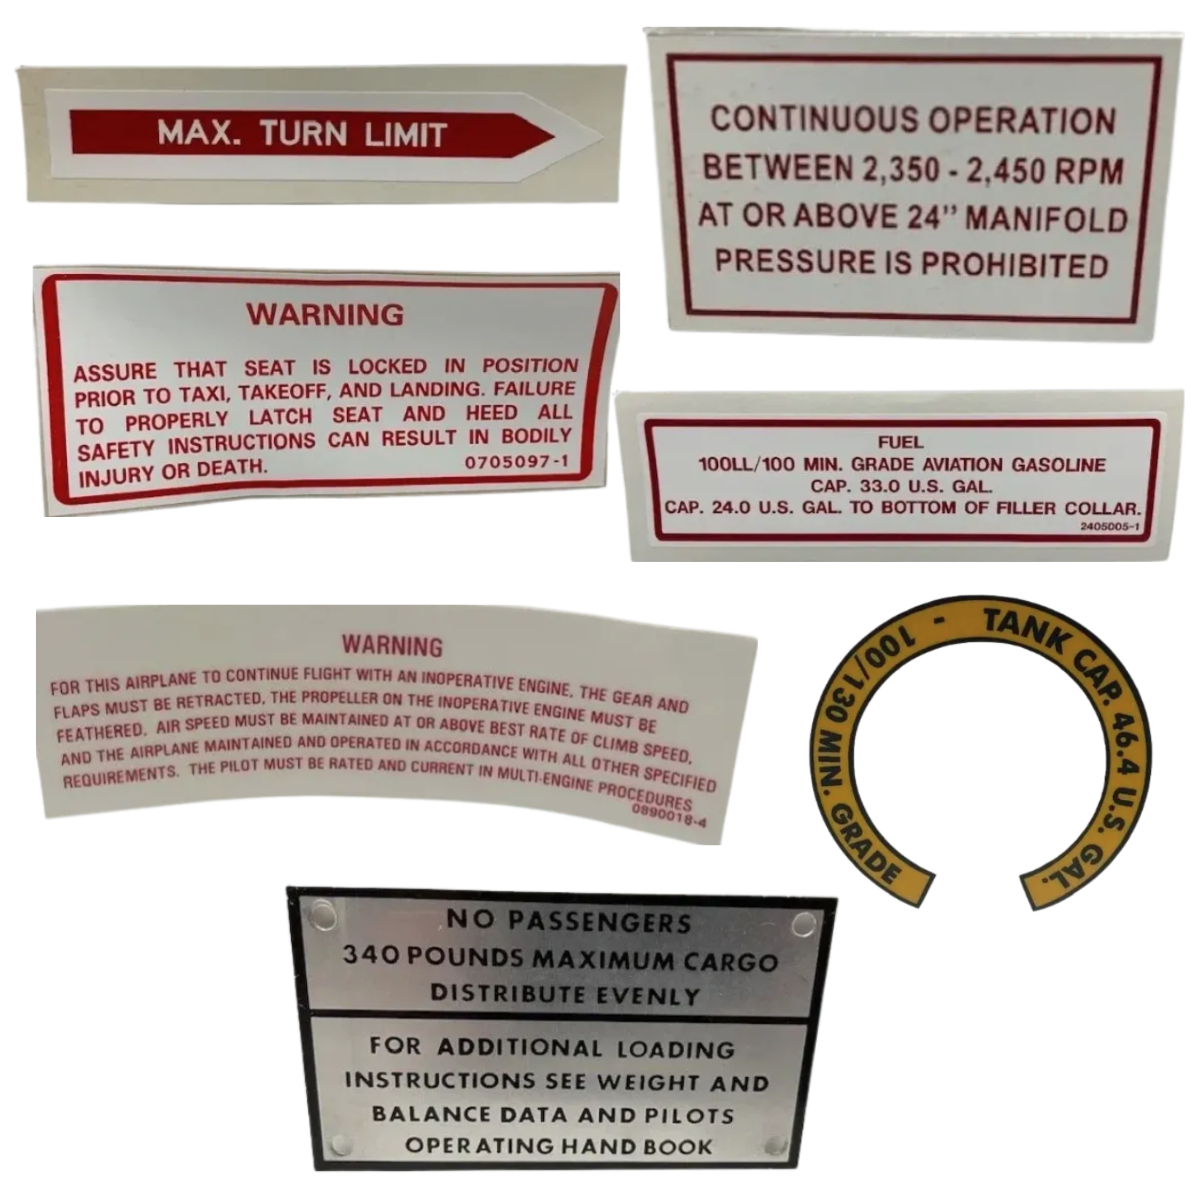 MAX. TURN LIMIT
CONTINUOUS OPERATION
BETWEEN 2,350 - 2,450 RPM
AT OR ABOVE 24" MANIFOLD
PRESSURE IS PROHIBITED
WARNING
ASSURE THAT SEAT IS LOCKED IN POSITION
PRIOR TO TAXI, TAKEOFF, AND LANDING. FAILURE
TO PROPERLY LATCH SEAT AND HEED ALL
SAFETY INSTRUCTIONS CAN RESULT IN BODILY
INJURY OR DEATH. 0705097-1
FUEL
100LL/100 MIN. GRADE AVIATION GASOLINE
CAP. 33.0 U.S. GAL.
CAP. 24.0 U.S. GAL. TO BOTTOM OF FILLER COLLAR.
2405005-1
WARNING
FOR THIS AIRPLANE TO CONTINUE FLIGHT WITH AN INOPERATIVE ENGINE, THE GEAR AND
FLAPS MUST BE RETRACTED, THE PROPELLER ON THE INOPERATIVE ENGINE MUST BE
FEATHERED. AIR SPEED MUST BE MAINTAINED AT OR ABOVE BEST RATE OF CLIMB SPEED,
AND THE AIRPLANE MAINTAINED AND OPERATED IN ACCORDANCE WITH ALL OTHER SPECIFIED
REQUIREMENTS. THE PILOT MUST BE RATED AND CURRENT IN MULTI-ENGINE PROCEDURES
0890018-4
100/130 MIN. GRADE - TANK CAP. 46.4 U.S. GAL.
NO PASSENGERS
340 POUNDS MAXIMUM CARGO
DISTRIBUTE EVENLY
FOR ADDITIONAL LOADING
INSTRUCTIONS SEE WEIGHT AND
BALANCE DATA AND PILOTS
OPERATING HAND BOOK